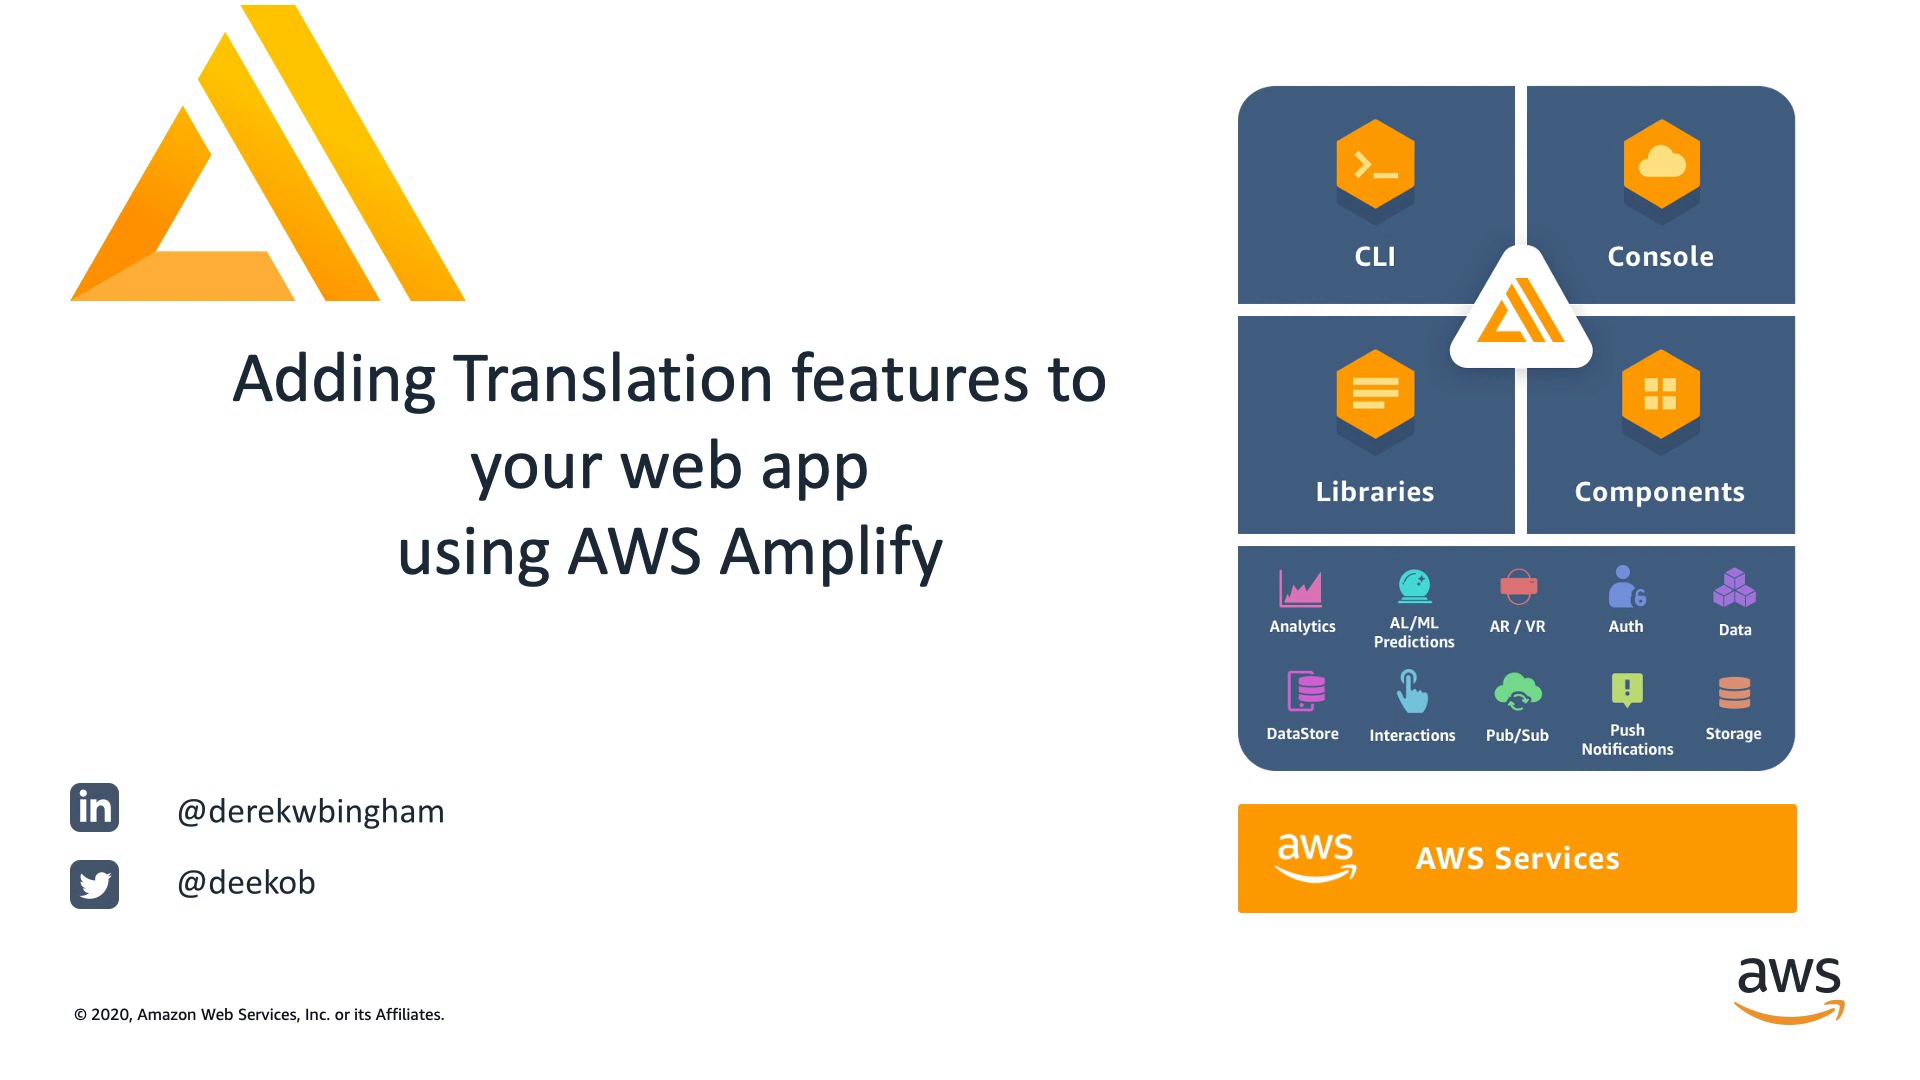 Adding Translation features to
your web app
using AWS Amplify
in @derekwbingham
@deekob
© 2020, Amazon Web Services, Inc. or its Affiliates.
CLI
Console
Libraries
Components
Analytics
AL/ML
Predictions
AR / VR
Auth
Data
DataStore
Interactions
Pub/Sub
Push
Notifications
Storage
aws AWS Services
aws